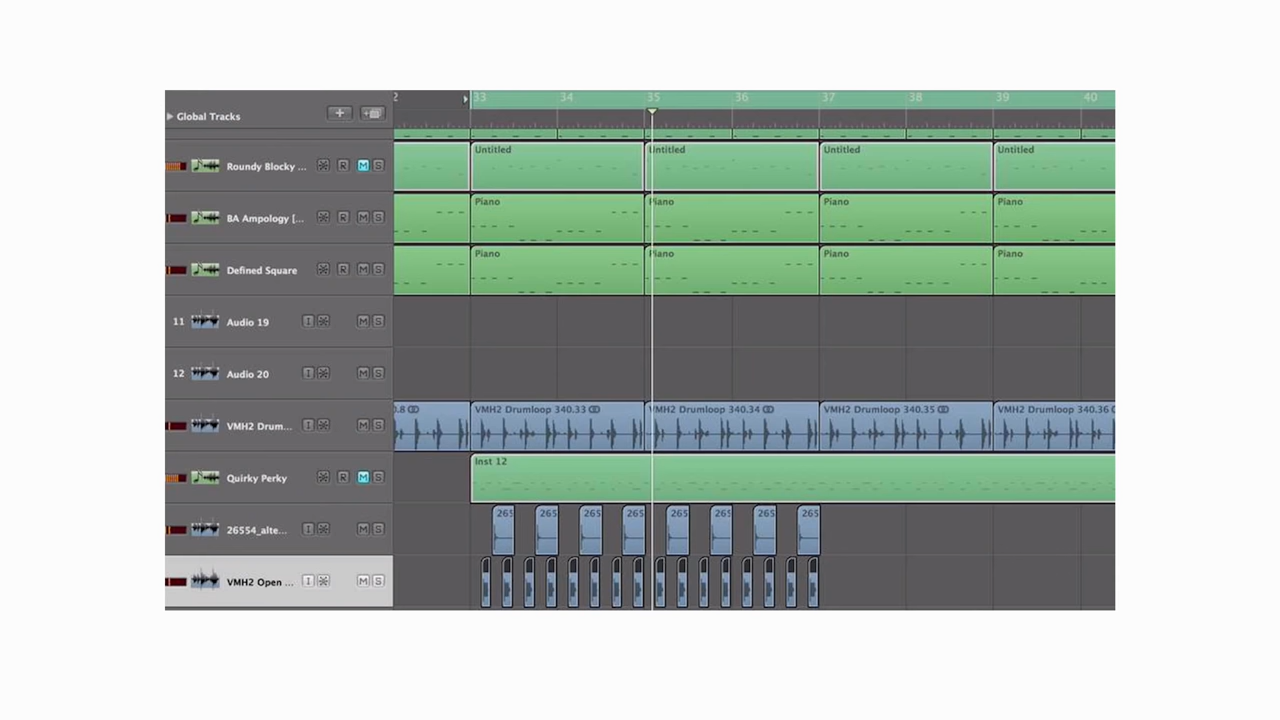 2 33 34 35 36 37 38 39 40
Global Tracks +
Untitled Untitled Untitled Untitled
Roundy Blocky ... R M S
Piano Piano Piano Piano
BA Ampology [... R M S
Piano Piano Piano Piano
Defined Square R M S
11 Audio 19 I M S
12 Audio 20 I M S
0.8 VMH2 Drumloop 340.33 VMH2 Drumloop 340.34 VMH2 Drumloop 340.35 VMH2 Drumloop 340.36
VMH2 Drum... I M S
Inst 12
Quirky Perky R M S
265 265 265 265 265 265 265 265
26554_alte... I M S
VMH2 Open ... I M S